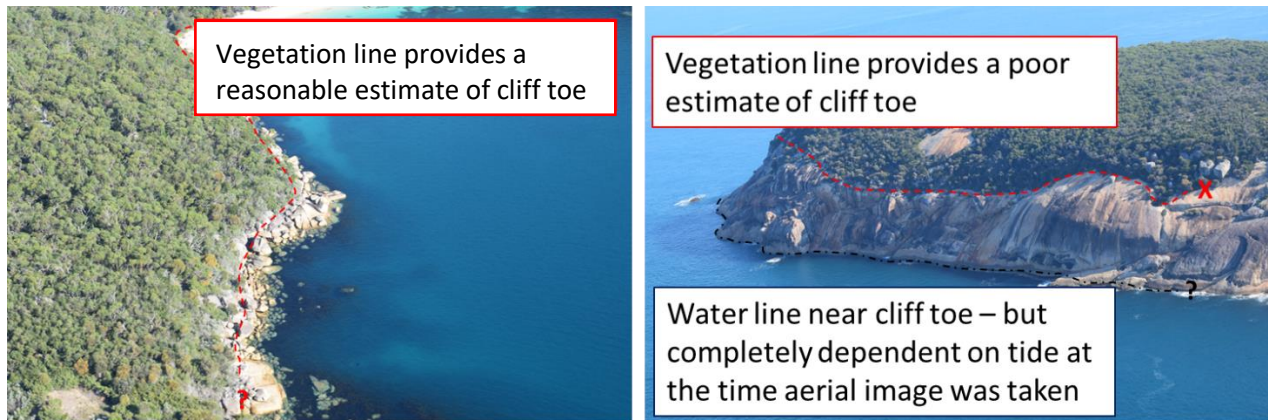 Vegetation line provides a
reasonable estimate of cliff toe
?
Vegetation line provides a poor
estimate of cliff toe
X
?
Water line near cliff toe – but
completely dependent on tide at
the time aerial image was taken